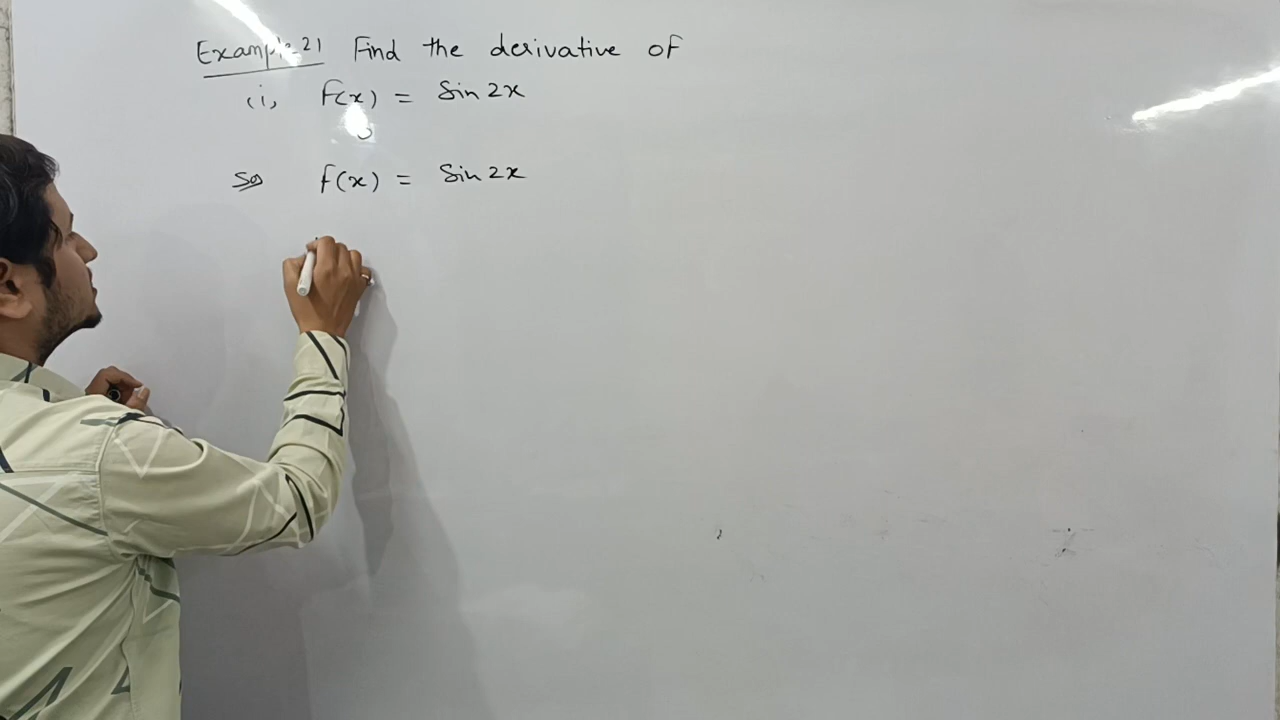 Example-21 Find the derivative of
(i) f(x) = Sin 2x
Sol f(x) = Sin 2x